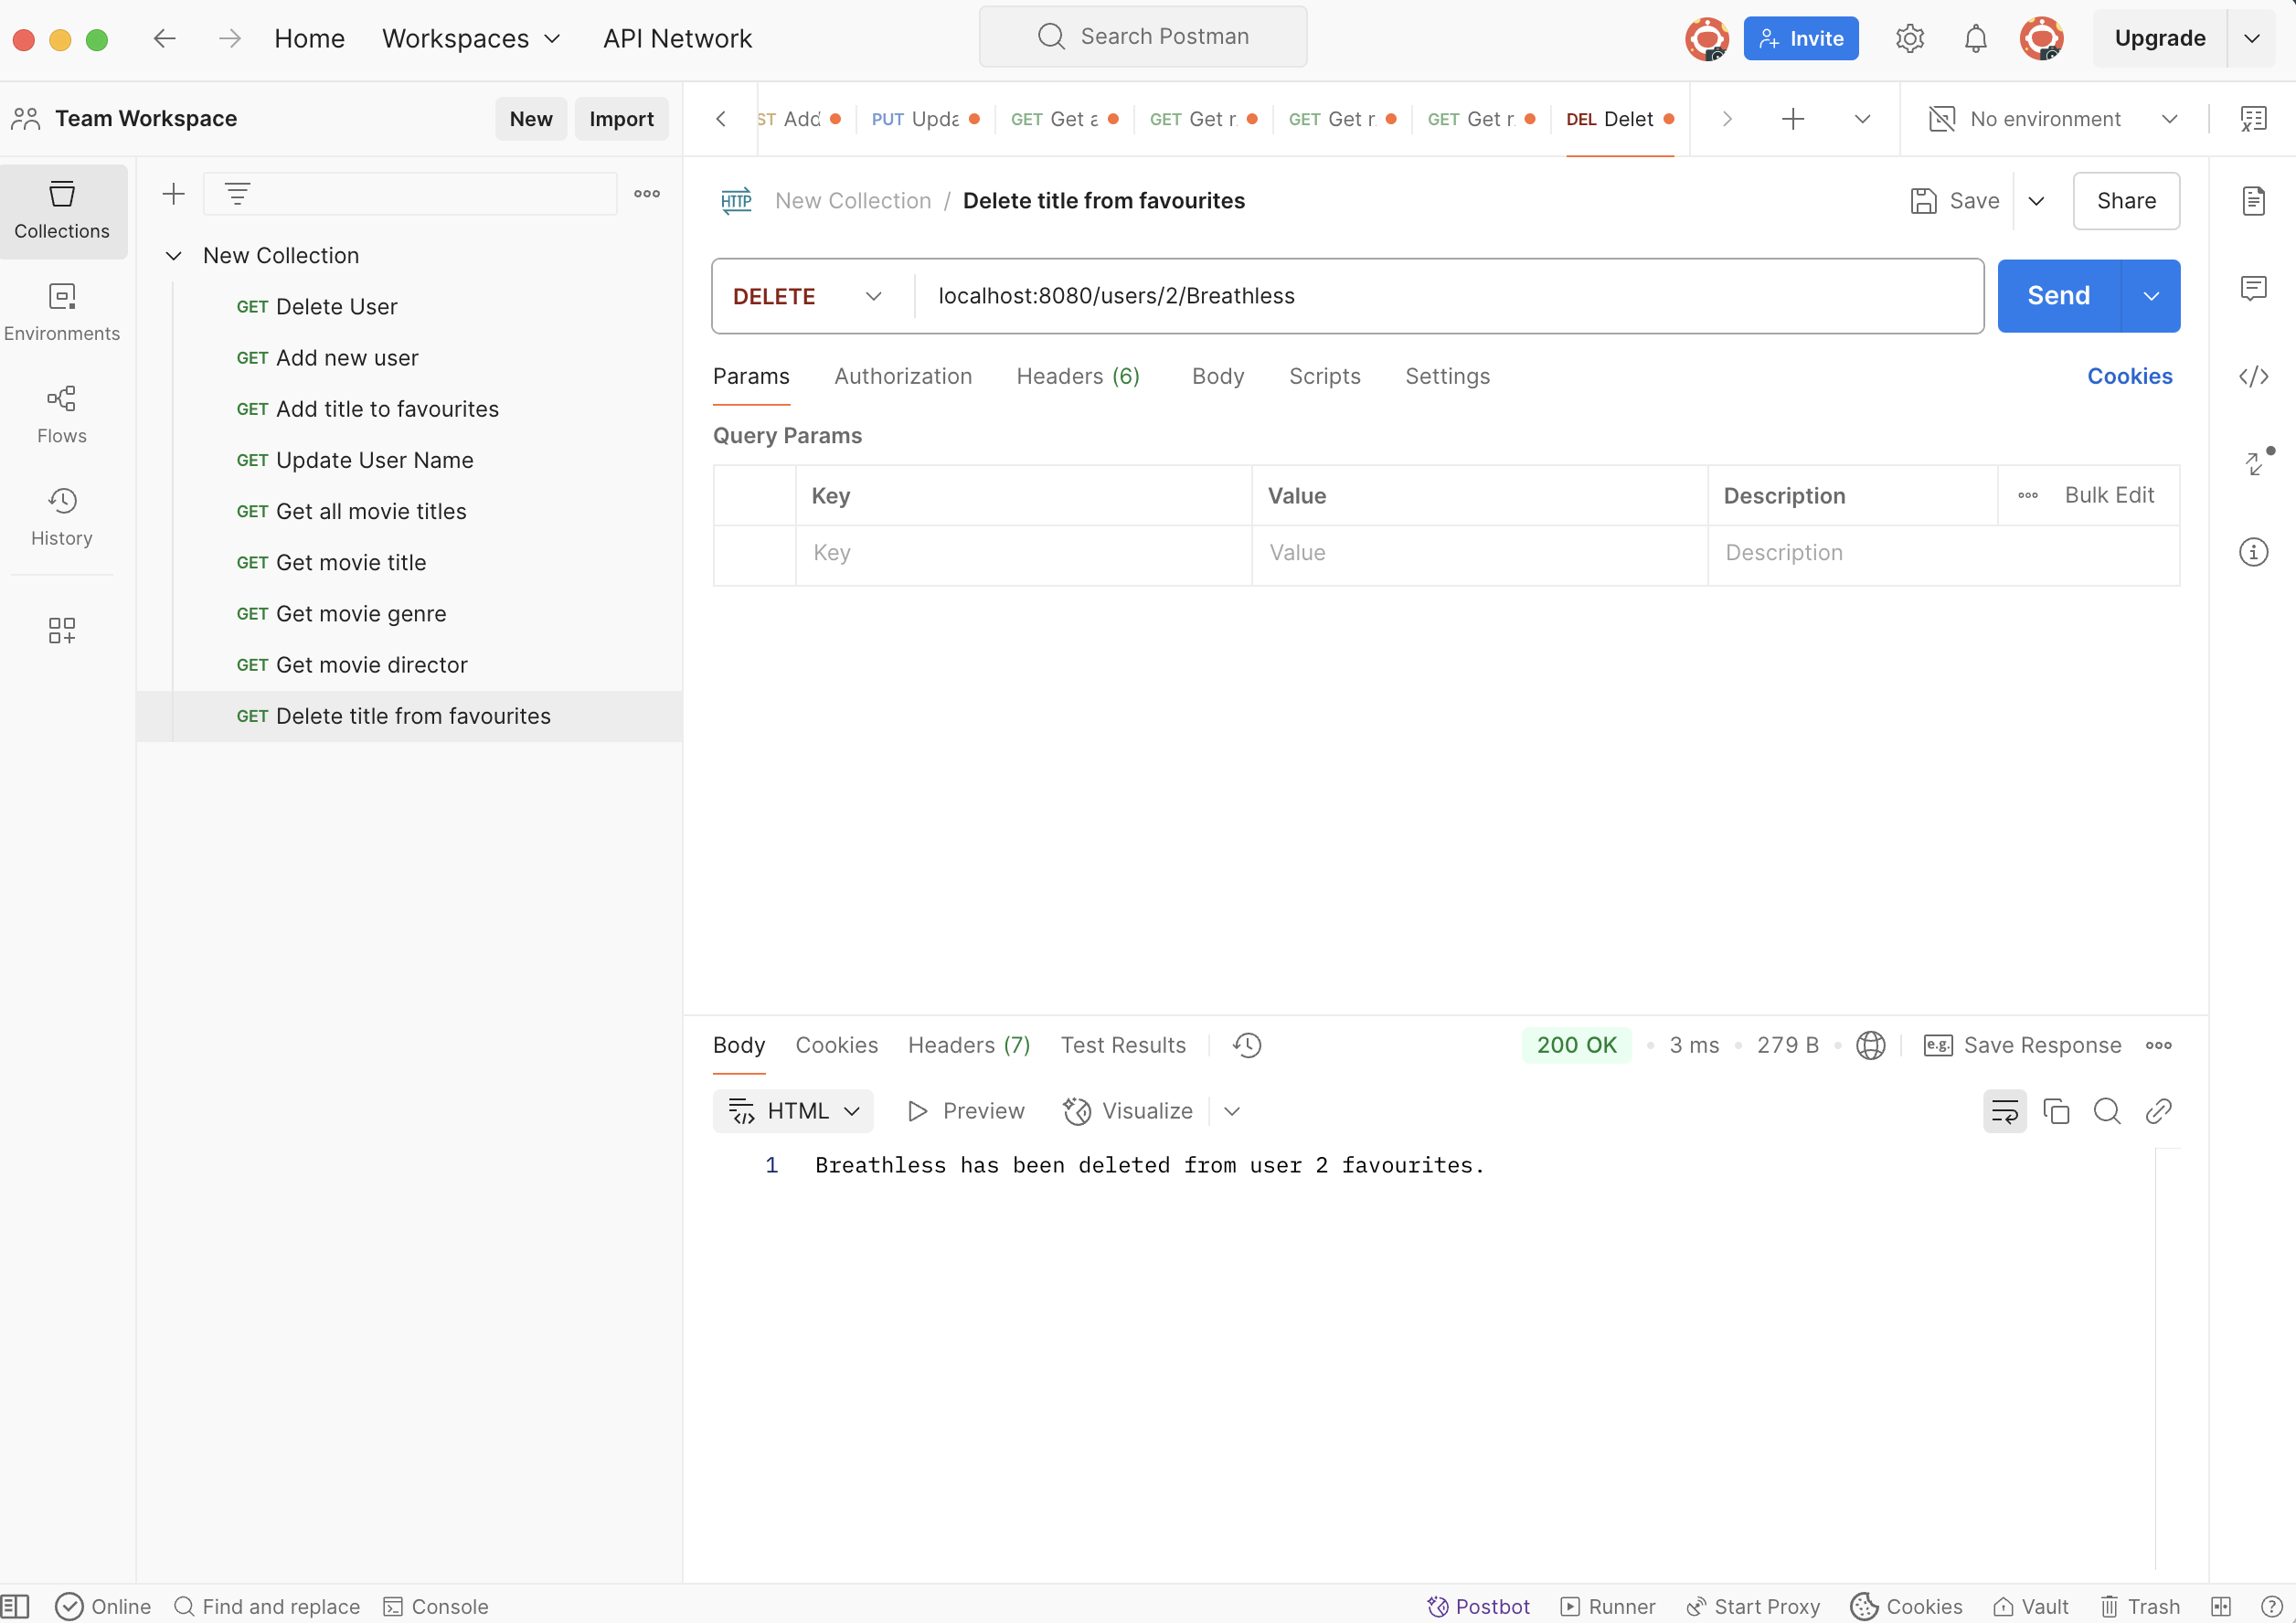 Home Workspaces API Network Search Postman Invite Upgrade
Team Workspace New Import
ST Add PUT Upda GET Get a GET Get r GET Get r GET Get r DEL Delet No environment
Collections
Environments
Flows
History
New Collection
GET Delete User
GET Add new user
GET Add title to favourites
GET Update User Name
GET Get all movie titles
GET Get movie title
GET Get movie genre
GET Get movie director
GET Delete title from favourites
HTTP New Collection / Delete title from favourites Save Share
DELETE localhost:8080/users/2/Breathless Send
Params Authorization Headers (6) Body Scripts Settings Cookies
Query Params
Key Value Description Bulk Edit
Key Value Description
Body Cookies Headers (7) Test Results 200 OK • 3 ms • 279 B • e.g. Save Response
HTML Preview Visualize
1 Breathless has been deleted from user 2 favourites.
Online Find and replace Console Postbot Runner Start Proxy Cookies Vault Trash